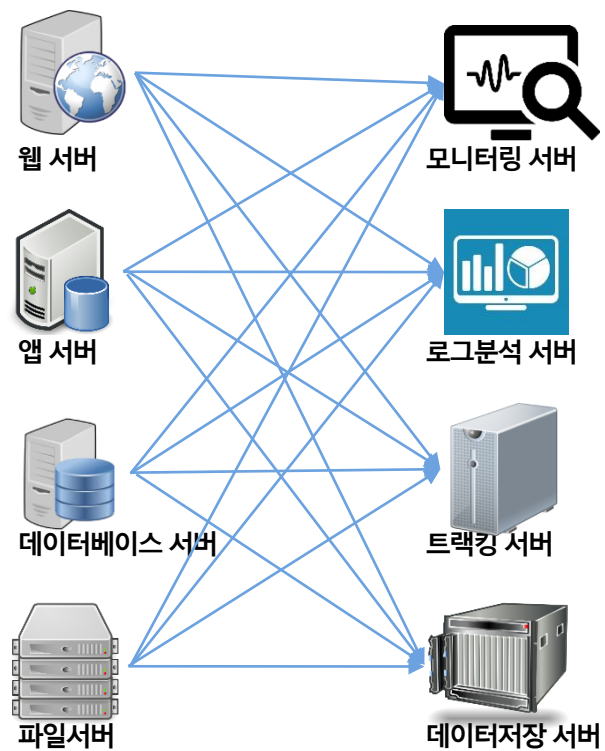 웹 서버
모니터링 서버
앱 서버
로그분석 서버
데이터베이스 서버
트랙킹 서버
파일서버
데이터저장 서버